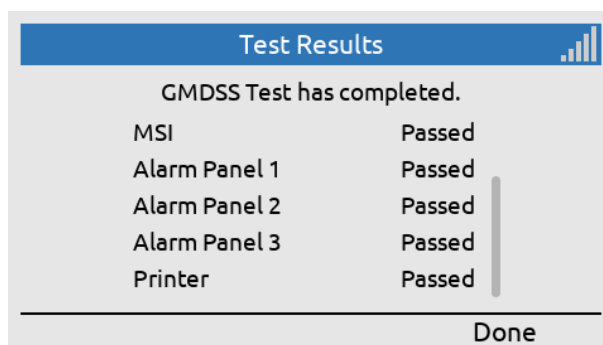 Test Results
GMDSS Test has completed.
MSI Passed
Alarm Panel 1 Passed
Alarm Panel 2 Passed
Alarm Panel 3 Passed
Printer Passed
Done